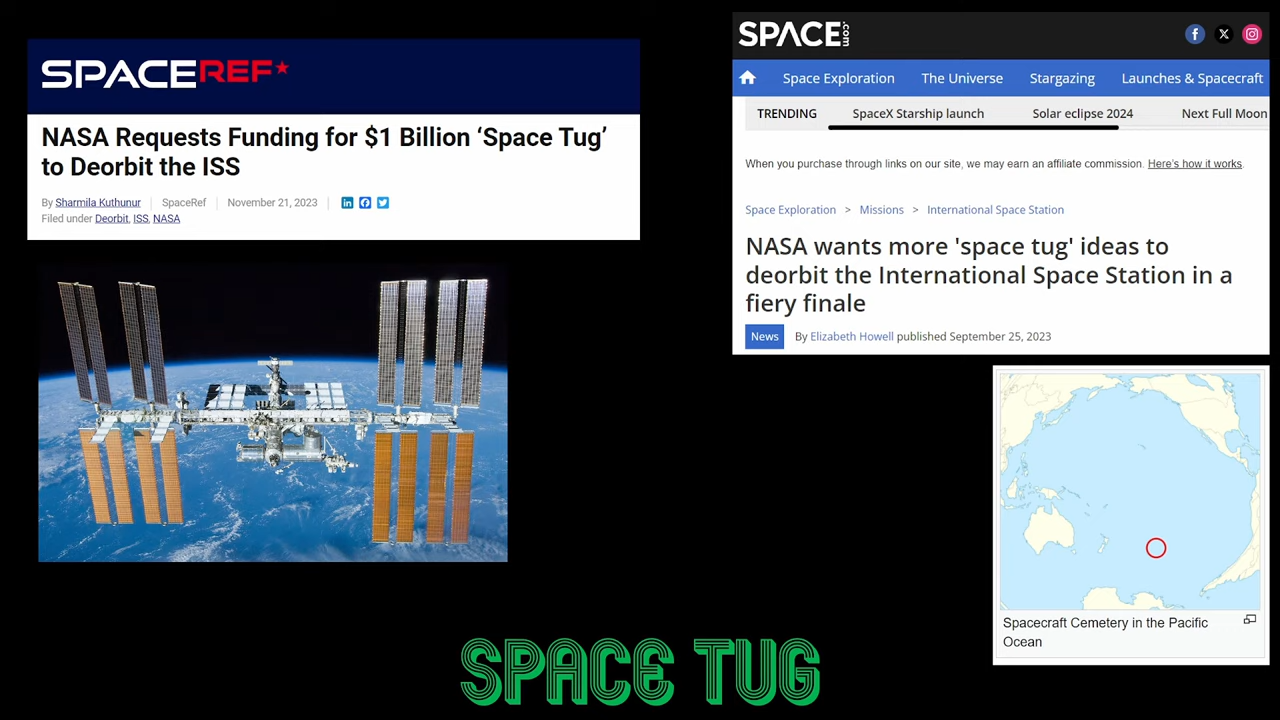 SPACEREF
NASA Requests Funding for $1 Billion ‘Space Tug’
to Deorbit the ISS
By Sharmila Kuthunur | SpaceRef | November 21, 2023 |
Filed under Deorbit, ISS, NASA
SPACE.com
Space Exploration The Universe Stargazing Launches & Spacecraft
TRENDING SpaceX Starship launch Solar eclipse 2024 Next Full Moon
When you purchase through links on our site, we may earn an affiliate commission. Here’s how it works.
Space Exploration > Missions > International Space Station
NASA wants more 'space tug' ideas to
deorbit the International Space Station in a
fiery finale
News By Elizabeth Howell published September 25, 2023
Spacecraft Cemetery in the Pacific
Ocean
SPACE TUG